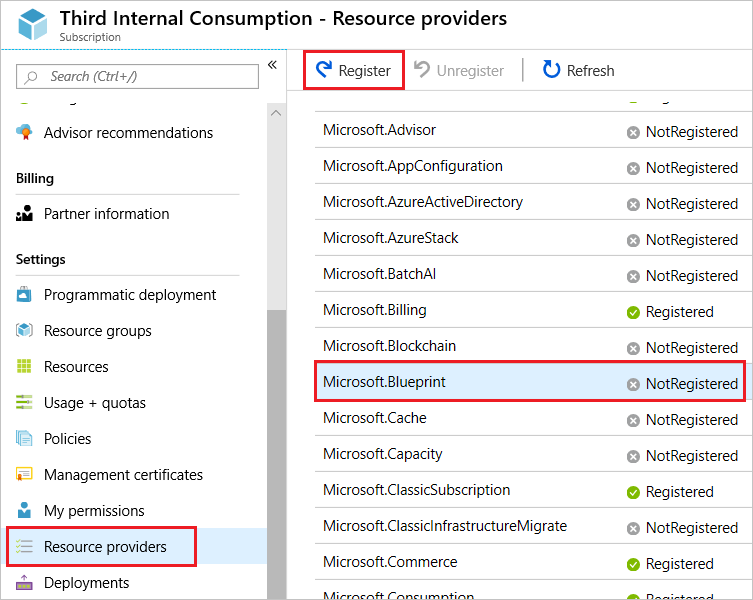 Third Internal Consumption - Resource providers
Subscription
Search (Ctrl+/)
«
Advisor recommendations
Billing
Partner information
Settings
Programmatic deployment
Resource groups
Resources
Usage + quotas
Policies
Management certificates
My permissions
Resource providers
Deployments
Register Unregister Refresh
Microsoft.Advisor NotRegistered
Microsoft.AppConfiguration NotRegistered
Microsoft.AzureActiveDirectory NotRegistered
Microsoft.AzureStack NotRegistered
Microsoft.BatchAI NotRegistered
Microsoft.Billing Registered
Microsoft.Blockchain NotRegistered
Microsoft.Blueprint NotRegistered
Microsoft.Cache NotRegistered
Microsoft.Capacity NotRegistered
Microsoft.ClassicSubscription Registered
Microsoft.ClassicInfrastructureMigrate NotRegistered
Microsoft.Commerce Registered
Microsoft.Consumption Registered